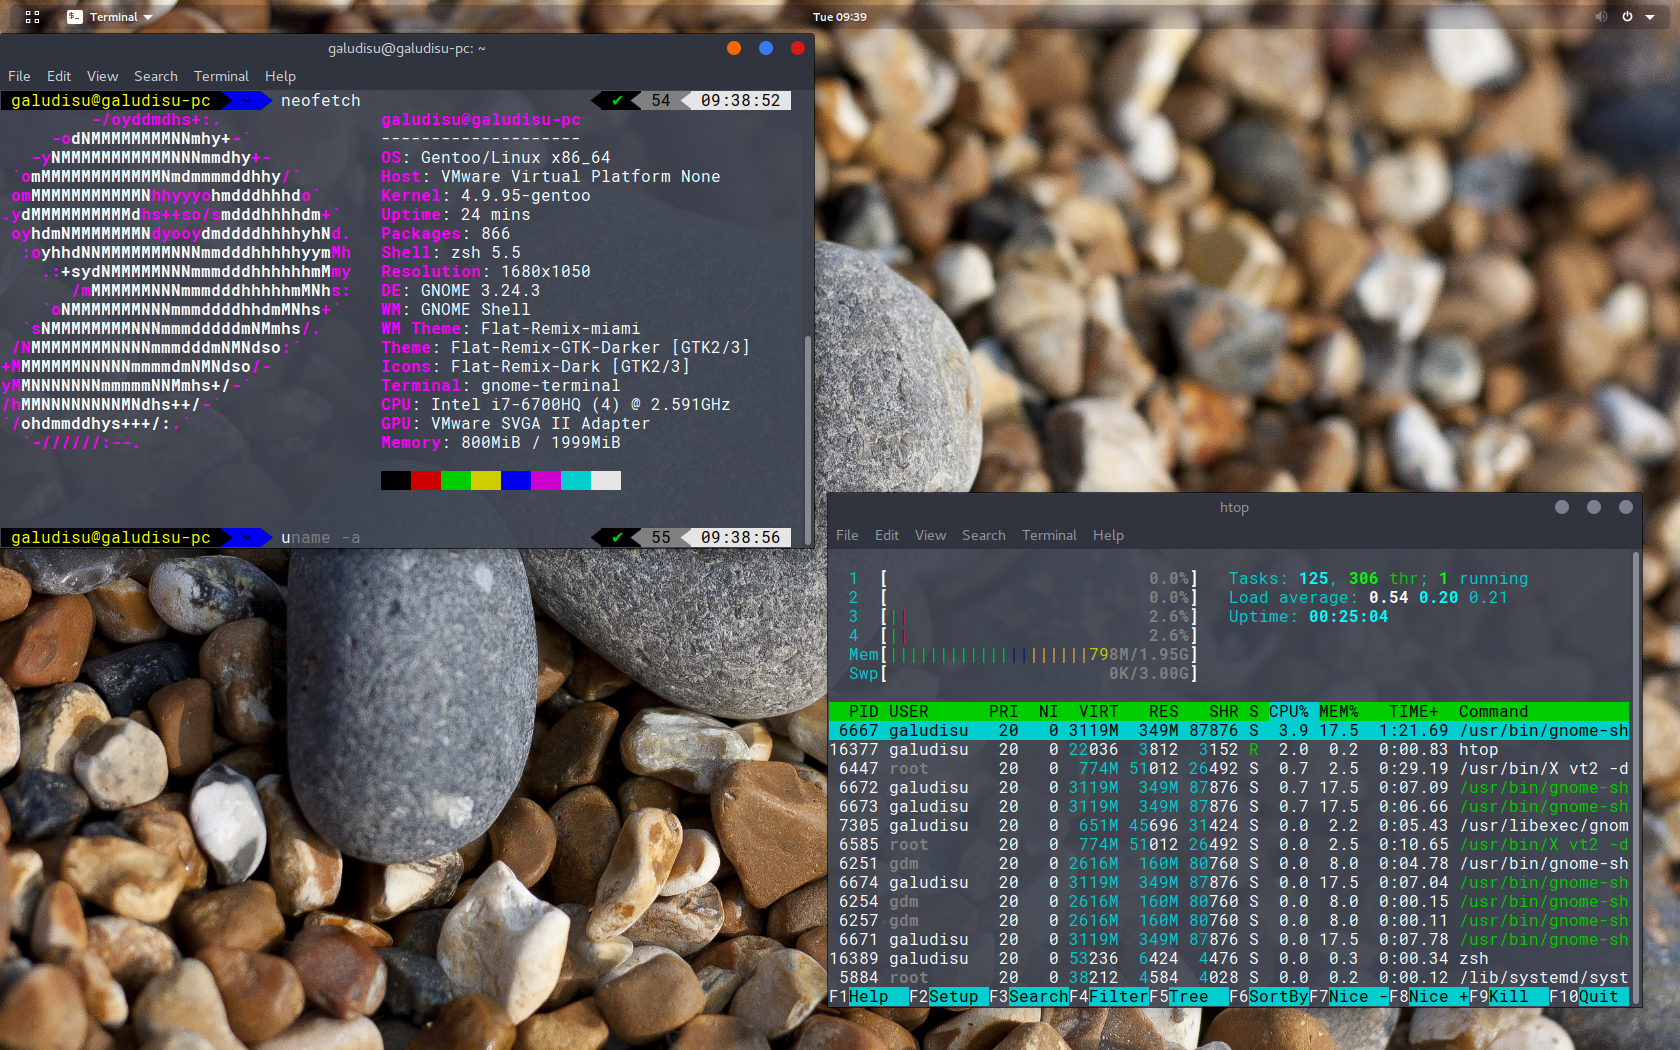 Terminal
Tue 09:39
galudisu@galudisu-pc: ~
File Edit View Search Terminal Help
galudisu@galudisu-pc ~ neofetch ✔ 54 09:38:52
-/oyddmdhs+:. galudisu@galudisu-pc
-odNMMMMMMMMNNmhy+-` -------------------
-yNMMMMMMMMMMMNNNmmdhy+- OS: Gentoo/Linux x86_64
`omMMMMMMMMMMMMNmdmmmmddhhy/` Host: VMware Virtual Platform None
omMMMMMMMMMMMNhhyyyohmdddhhhdo` Kernel: 4.9.95-gentoo
.ydMMMMMMMMMMdhs++so/smdddhhhhdm+` Uptime: 24 mins
oyhdmNMMMMMMMNdyooydmddddhhhhyhNd. Packages: 866
:oyhhdNNMMMMMMMNNNmmdddhhhhhyymMh Shell: zsh 5.5
.:+sydNMMMMMNNNmmmdddhhhhhhmMmy Resolution: 1680x1050
/mMMMMMMNNNmmmdddhhhhhmMNhs: DE: GNOME 3.24.3
`oNMMMMMMMNNNmmmddddhhdmMNhs+` WM: GNOME Shell
`sNMMMMMMMMNNNmmmdddddmNMmhs/. WM Theme: Flat-Remix-miami
/NMMMMMMMMNNNNmmmdddmNMNdso:` Theme: Flat-Remix-GTK-Darker [GTK2/3]
+MMMMMMMNNNNNmmmmdmNMNdso/- Icons: Flat-Remix-Dark [GTK2/3]
yMMNNNNNNNmmmmmNNMmhs+/-` Terminal: gnome-terminal
/hMMNNNNNNNNMNdhs++/-` CPU: Intel i7-6700HQ (4) @ 2.591GHz
`/ohdmmddhys+++/:.` GPU: VMware SVGA II Adapter
`-//////:--. Memory: 800MiB / 1999MiB
galudisu@galudisu-pc ~ uname -a ✔ 55 09:38:56
htop
File Edit View Search Terminal Help
1 [ 0.0%] Tasks: 125, 306 thr; 1 running
2 [ 0.0%] Load average: 0.54 0.20 0.21
3 [|| 2.6%] Uptime: 00:25:04
4 [|| 2.6%]
Mem[||||||||||||||||||||798M/1.95G]
Swp[ 0K/3.00G]
PID USER PRI NI VIRT RES SHR S CPU% MEM% TIME+ Command
6667 galudisu 20 0 3119M 349M 87876 S 3.9 17.5 1:21.69 /usr/bin/gnome-sh
16377 galudisu 20 0 22036 3812 3152 R 2.0 0.2 0:00.83 htop
6447 root 20 0 774M 51012 26492 S 0.7 2.5 0:29.19 /usr/bin/X vt2 -d
6672 galudisu 20 0 3119M 349M 87876 S 0.7 17.5 0:07.09 /usr/bin/gnome-sh
6673 galudisu 20 0 3119M 349M 87876 S 0.7 17.5 0:06.66 /usr/bin/gnome-sh
7305 galudisu 20 0 651M 45696 31424 S 0.0 2.2 0:05.43 /usr/libexec/gnom
6585 root 20 0 774M 51012 26492 S 0.0 2.5 0:10.65 /usr/bin/X vt2 -d
6251 gdm 20 0 2616M 160M 80760 S 0.0 8.0 0:04.78 /usr/bin/gnome-sh
6674 galudisu 20 0 3119M 349M 87876 S 0.0 17.5 0:07.04 /usr/bin/gnome-sh
6254 gdm 20 0 2616M 160M 80760 S 0.0 8.0 0:00.15 /usr/bin/gnome-sh
6257 gdm 20 0 2616M 160M 80760 S 0.0 8.0 0:00.11 /usr/bin/gnome-sh
6671 galudisu 20 0 3119M 349M 87876 S 0.0 17.5 0:07.78 /usr/bin/gnome-sh
16389 galudisu 20 0 53236 6424 4476 S 0.0 0.3 0:00.34 zsh
5884 root 20 0 38212 4584 4028 S 0.0 0.2 0:00.12 /lib/systemd/syst
F1Help F2Setup F3SearchF4FilterF5Tree F6SortByF7Nice -F8Nice +F9Kill F10Quit